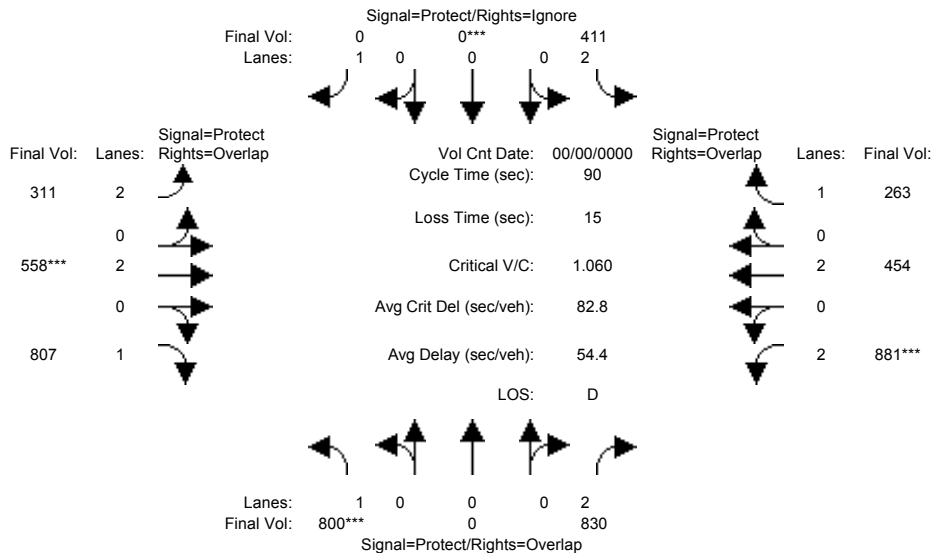 Signal=Protect/Rights=Ignore
Final Vol: 0 0*** 411
Lanes: 1 0 0 0 2
Signal=Protect
Rights=Overlap
Final Vol: Lanes:
Vol Cnt Date: 00/00/0000
Signal=Protect
Rights=Overlap
Lanes: Final Vol:
Cycle Time (sec): 90
311 2
1 263
Loss Time (sec): 15
0
0
558*** 2
Critical V/C: 1.060
2 454
0
Avg Crit Del (sec/veh): 82.8
0
807 1
Avg Delay (sec/veh): 54.4
2 881***
LOS: D
Lanes: 1 0 0 0 2
Final Vol: 800*** 0 830
Signal=Protect/Rights=Overlap